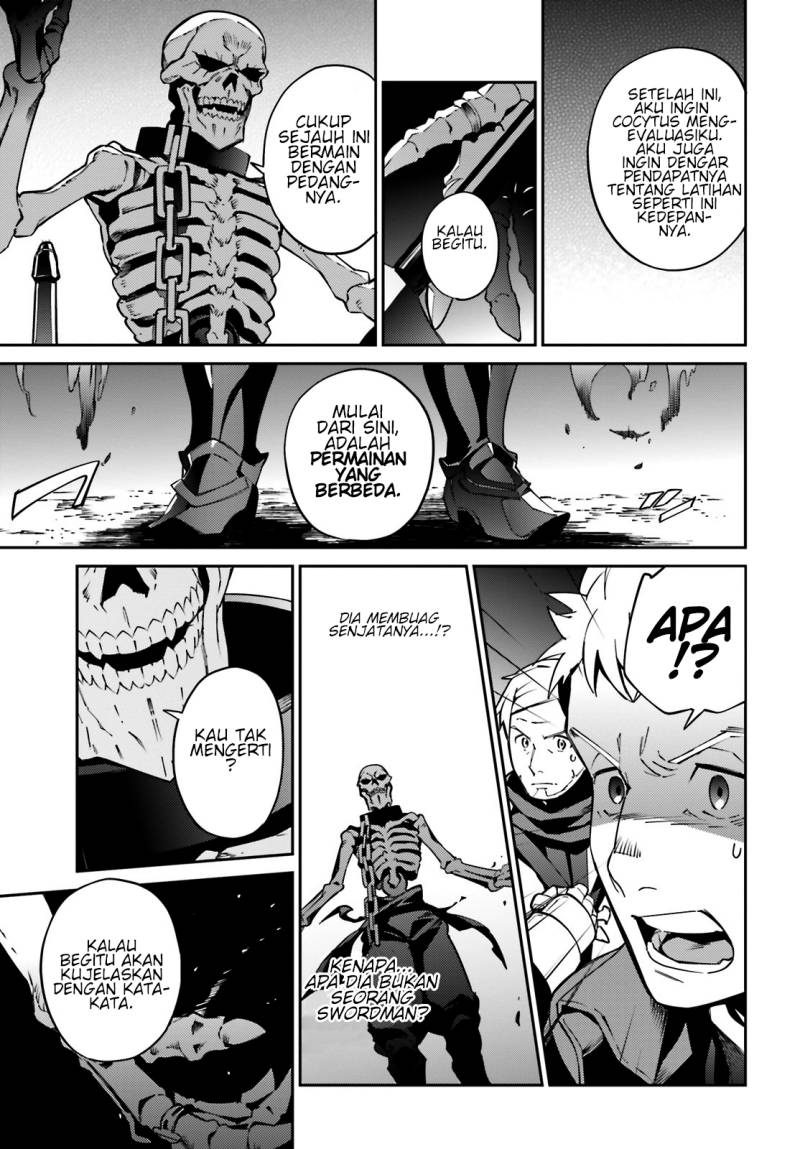 SETELAH INI,
AKU INGIN
COCYTUS MENG-
EVALUASIKU.
AKU JUGA
INGIN DENGAR
PENDAPATNYA
TENTANG LATIHAN
SEPERTI INI
KEDEPAN-
NYA.
KALAU
BEGITU.
CUKUP
SEJAUH INI
BERMAIN
DENGAN
PEDANG-
NYA.
MULAI
DARI SINI,
ADALAH
PERMAINAN
YANG
BERBEDA.
APA
!?
DIA MEMBUAG
SENJATANYA...!?
KENAPA...
APA DIA BUKAN
SEORANG
SWORDMAN?
KAU TAK
MENGERTI
?
KALAU
BEGITU AKAN
KUJELASKAN
DENGAN KATA-
KATA.